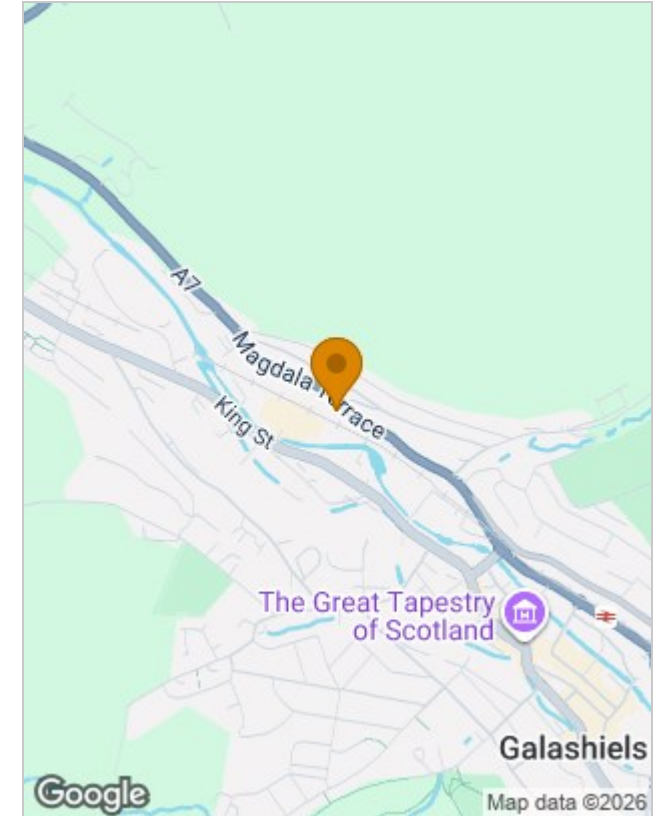 A7
Magdala Terrace
King St
The Great Tapestry
of Scotland
Galashiels
Google
Map data ©2026